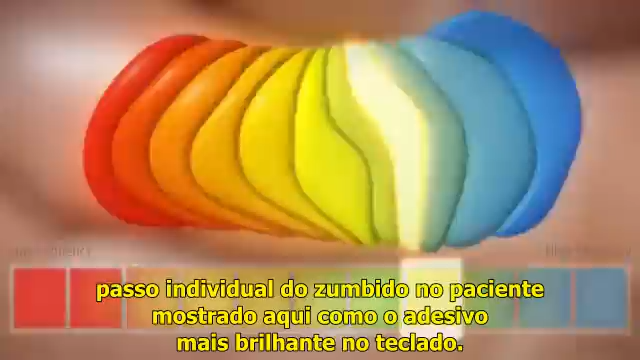 passo individual do zumbido no paciente
mostrado aqui como o adesivo
mais brilhante no teclado.